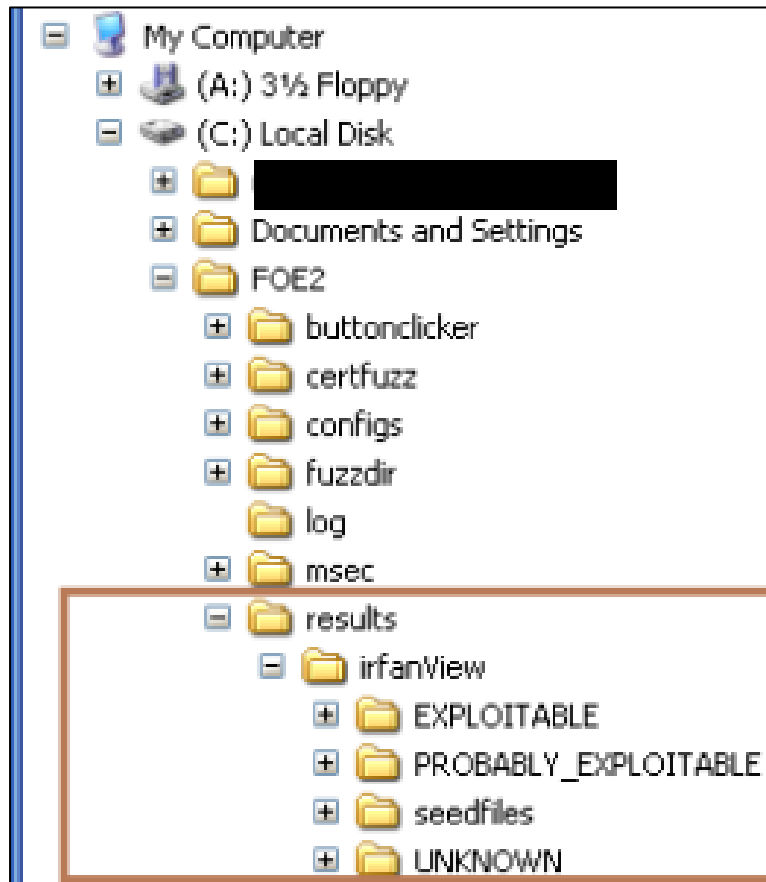 My Computer
(A:) 3½ Floppy
(C:) Local Disk
Documents and Settings
FOE2
buttonclicker
certfuzz
configs
fuzzdir
log
msec
results
irfanView
EXPLOITABLE
PROBABLY_EXPLOITABLE
seedfiles
UNKNOWN